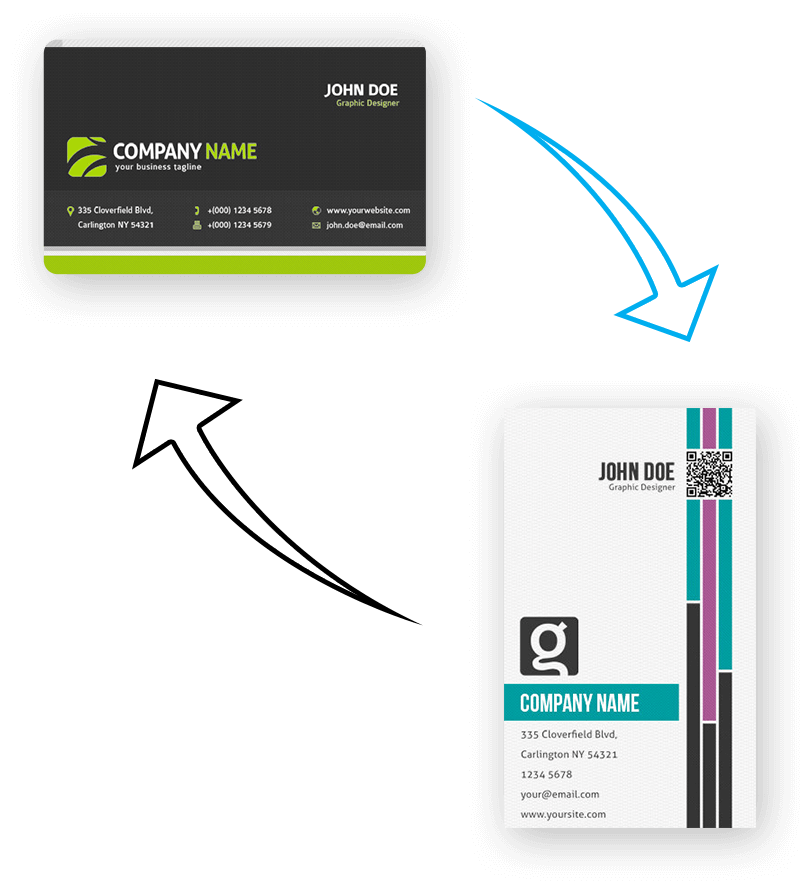 JOHN DOE
Graphic Designer
COMPANY NAME
your business tagline
335 Cloverfield Blvd, +(000) 1234 5678 www.yourwebsite.com
Carlington NY 54321 +(000) 1234 5679 john.doe@email.com
JOHN DOE
Graphic Designer
g
COMPANY NAME
335 Cloverfield Blvd,
Carlington NY 54321
1234 5678
your@email.com
www.yoursite.com